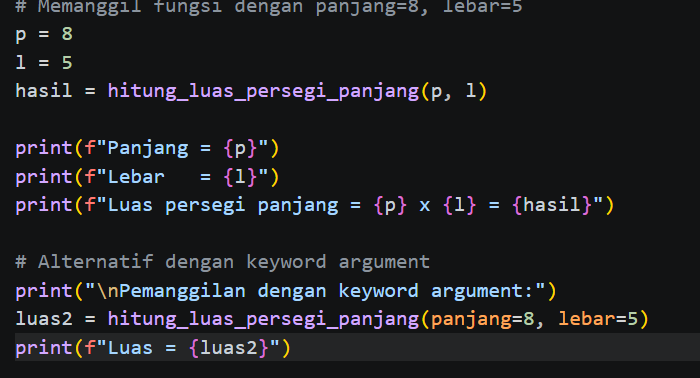 # Memanggil fungsi dengan panjang=8, lebar=5
p = 8
l = 5
hasil = hitung_luas_persegi_panjang(p, l)
print(f"Panjang = {p}")
print(f"Lebar   = {l}")
print(f"Luas persegi panjang = {p} x {l} = {hasil}")
# Alternatif dengan keyword argument
print("\nPemanggilan dengan keyword argument:")
luas2 = hitung_luas_persegi_panjang(panjang=8, lebar=5)
print(f"Luas = {luas2}")